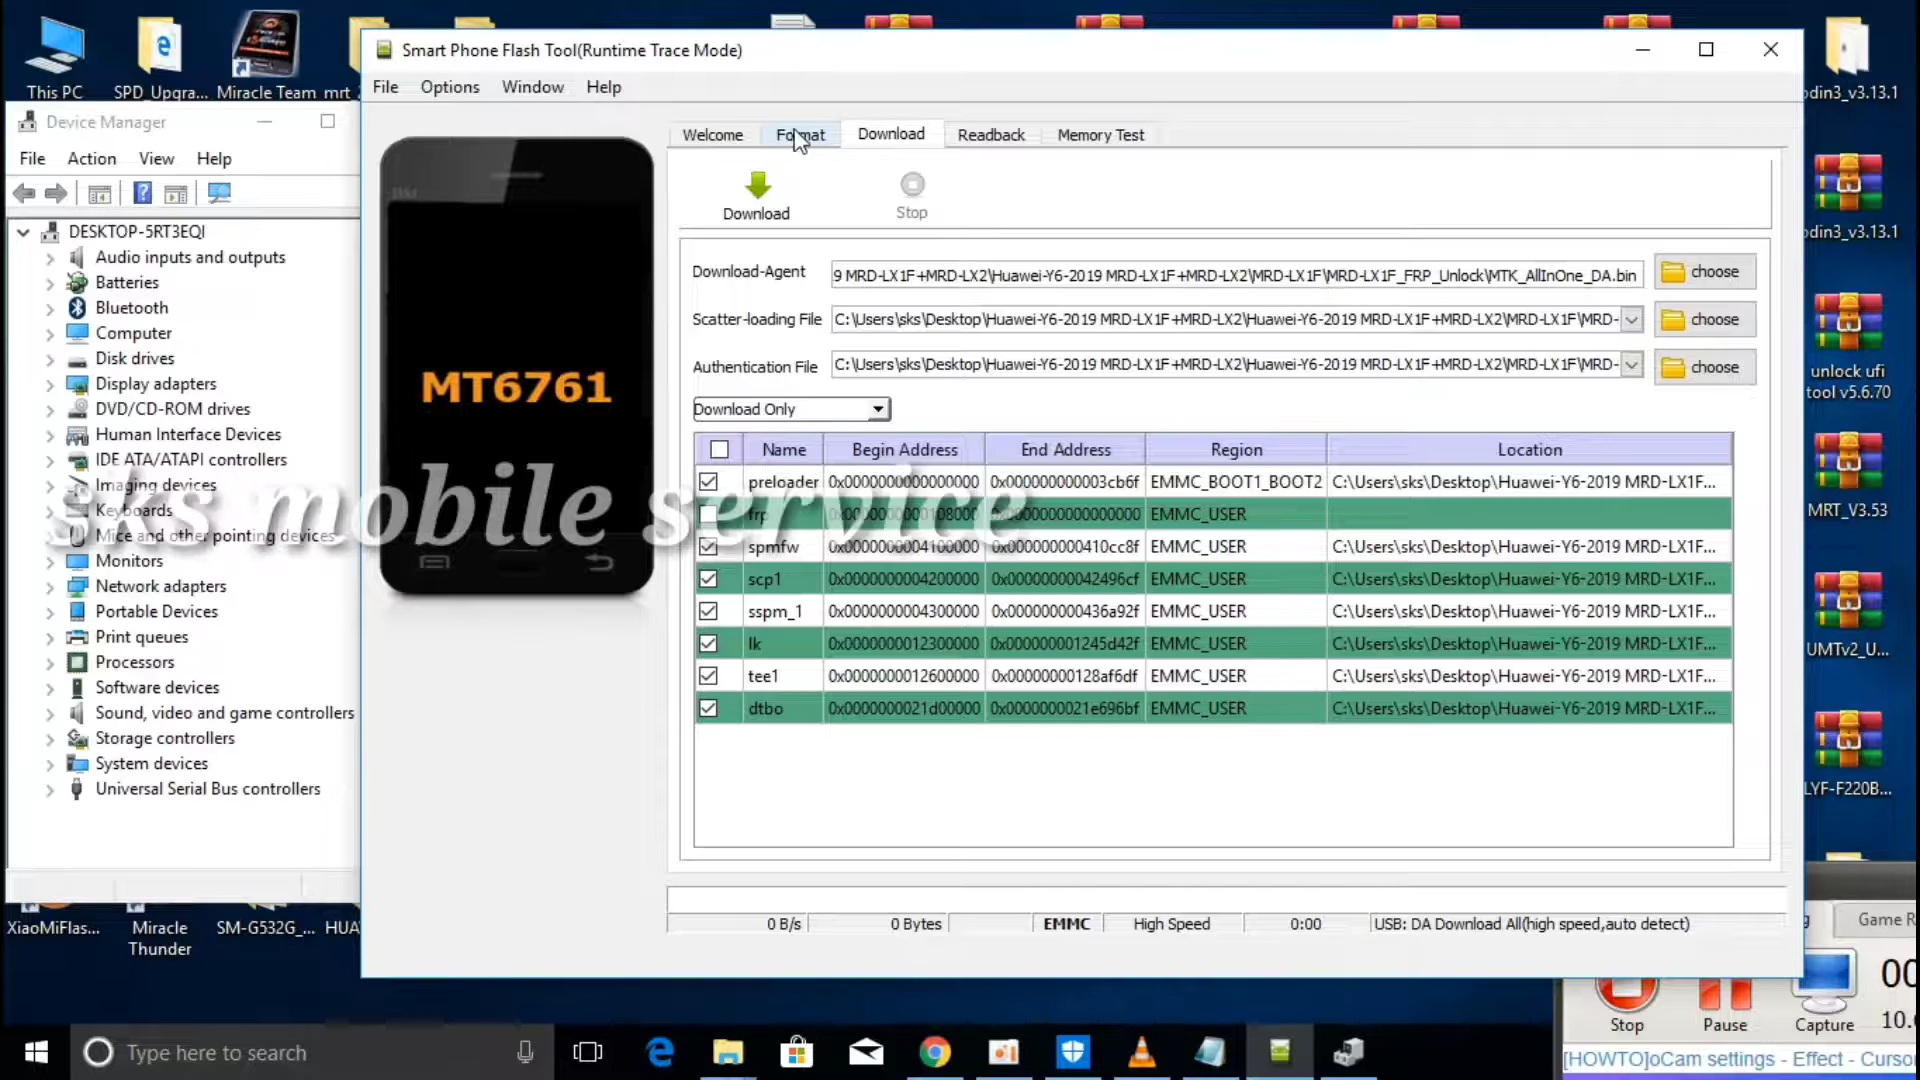 This PC
SPD_Upgra...
Miracle Team
mrt
odin3_v3.13.1
odin3_v3.13.1
unlock ufi
tool v5.6.70
MRT_V3.53
UMTv2_U...
LYF-F220B...
Device Manager
File Action View Help
DESKTOP-5RT3EQI
Audio inputs and outputs
Batteries
Bluetooth
Computer
Disk drives
Display adapters
DVD/CD-ROM drives
Human Interface Devices
IDE ATA/ATAPI controllers
Imaging devices
Keyboards
Mice and other pointing devices
Monitors
Network adapters
Portable Devices
Print queues
Processors
Software devices
Sound, video and game controllers
Storage controllers
System devices
Universal Serial Bus controllers
XiaoMiFlas...
Miracle
Thunder
SM-G532G_...
Smart Phone Flash Tool(Runtime Trace Mode)
File Options Window Help
MT6761
Welcome Format Download Readback Memory Test
Download Stop
Download-Agent 9 MRD-LX1F+MRD-LX2\Huawei-Y6-2019 MRD-LX1F+MRD-LX2\MRD-LX1F\MRD-LX1F_FRP_Unlock\MTK_AllInOne_DA.bin choose
Scatter-loading File C:\Users\sks\Desktop\Huawei-Y6-2019 MRD-LX1F+MRD-LX2\Huawei-Y6-2019 MRD-LX1F+MRD-LX2\MRD-LX1F\MRD- choose
Authentication File C:\Users\sks\Desktop\Huawei-Y6-2019 MRD-LX1F+MRD-LX2\Huawei-Y6-2019 MRD-LX1F+MRD-LX2\MRD-LX1F\MRD- choose
Download Only
Name Begin Address End Address Region Location
preloader 0x0000000000000000 0x000000000003cb6f EMMC_BOOT1_BOOT2 C:\Users\sks\Desktop\Huawei-Y6-2019 MRD-LX1F...
frp 0x0000000000108000 0x0000000000000000 EMMC_USER
spmfw 0x0000000004100000 0x000000000410cc8f EMMC_USER C:\Users\sks\Desktop\Huawei-Y6-2019 MRD-LX1F...
scp1 0x0000000004200000 0x00000000042496cf EMMC_USER C:\Users\sks\Desktop\Huawei-Y6-2019 MRD-LX1F...
sspm_1 0x0000000004300000 0x000000000436a92f EMMC_USER C:\Users\sks\Desktop\Huawei-Y6-2019 MRD-LX1F...
lk 0x0000000012300000 0x000000001245d42f EMMC_USER C:\Users\sks\Desktop\Huawei-Y6-2019 MRD-LX1F...
tee1 0x0000000012600000 0x00000000128af6df EMMC_USER C:\Users\sks\Desktop\Huawei-Y6-2019 MRD-LX1F...
dtbo 0x0000000021d00000 0x0000000021e696bf EMMC_USER C:\Users\sks\Desktop\Huawei-Y6-2019 MRD-LX1F...
sks mobile service
0 B/s 0 Bytes EMMC High Speed 0:00 USB: DA Download All(high speed,auto detect)
Game R
Stop Pause Capture
[HOWTO]oCam settings - Effect - Curso
Type here to search